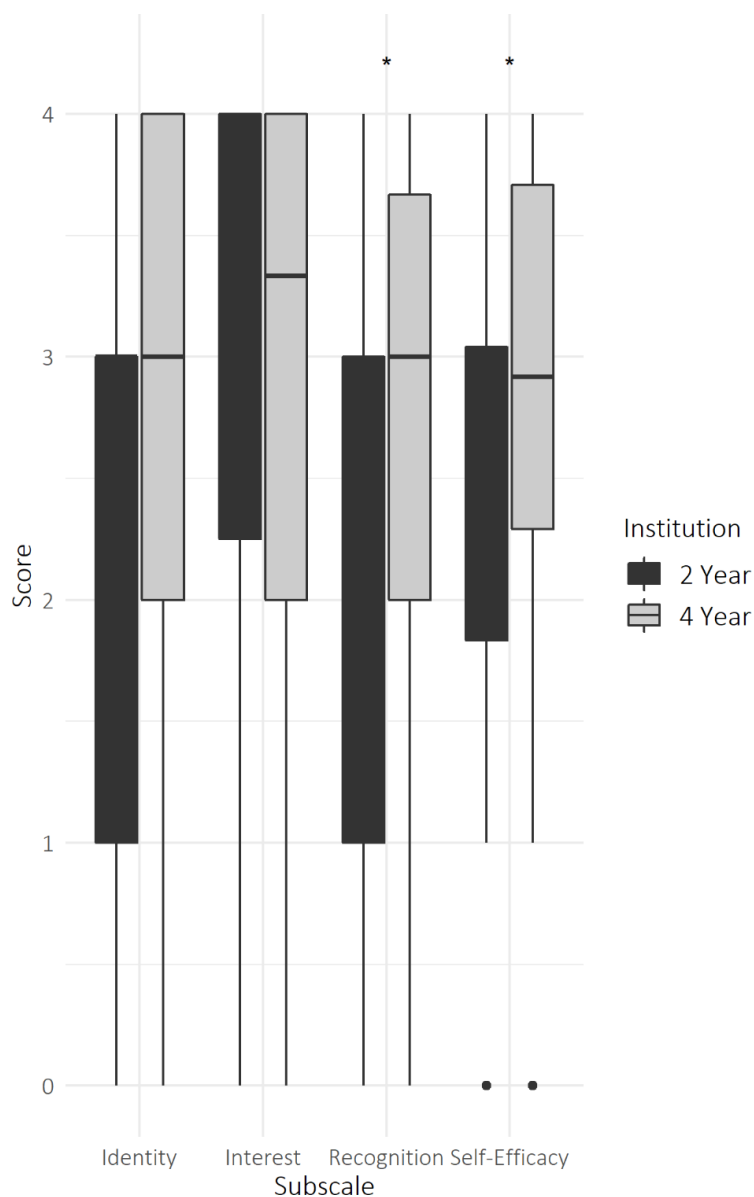 *
*
4
3
2
1
0
Score
Identity
Interest
Recognition
Self-Efficacy
Subscale
Institution
2 Year
4 Year